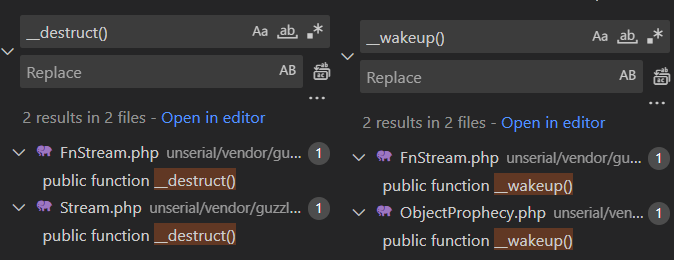 __destruct()
Aa ab .*
Replace
AB
...
2 results in 2 files - Open in editor
FnStream.php unserial/vendor/gu... 1
public function __destruct()
Stream.php unserial/vendor/guzzl... 1
public function __destruct()
__wakeup()
Aa ab .*
Replace
AB
...
2 results in 2 files - Open in editor
FnStream.php unserial/vendor/gu... 1
public function __wakeup()
ObjectProphecy.php unserial/ven... 1
public function __wakeup()